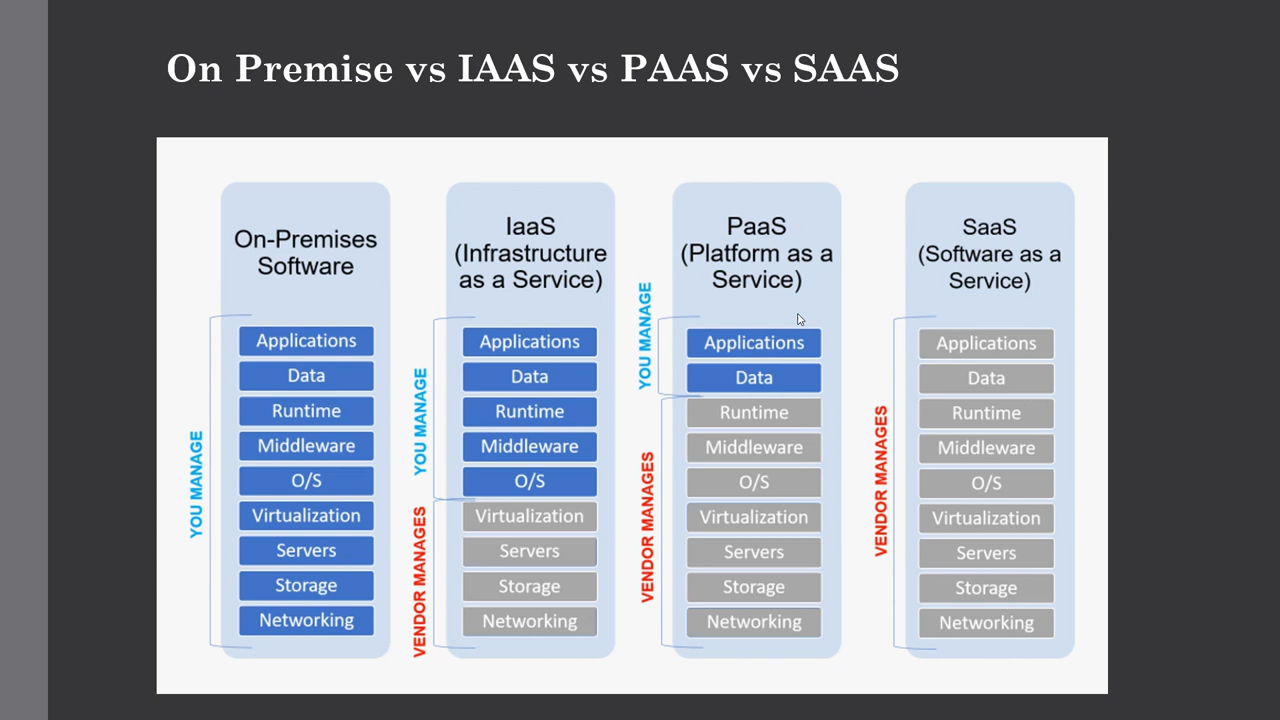 On Premise vs IAAS vs PAAS vs SAAS
On-Premises
Software
YOU MANAGE
Applications
Data
Runtime
Middleware
O/S
Virtualization
Servers
Storage
Networking
IaaS
(Infrastructure
as a Service)
YOU MANAGE
VENDOR MANAGES
Applications
Data
Runtime
Middleware
O/S
Virtualization
Servers
Storage
Networking
PaaS
(Platform as a
Service)
YOU MANAGE
VENDOR MANAGES
Applications
Data
Runtime
Middleware
O/S
Virtualization
Servers
Storage
Networking
SaaS
(Software as a
Service)
VENDOR MANAGES
Applications
Data
Runtime
Middleware
O/S
Virtualization
Servers
Storage
Networking